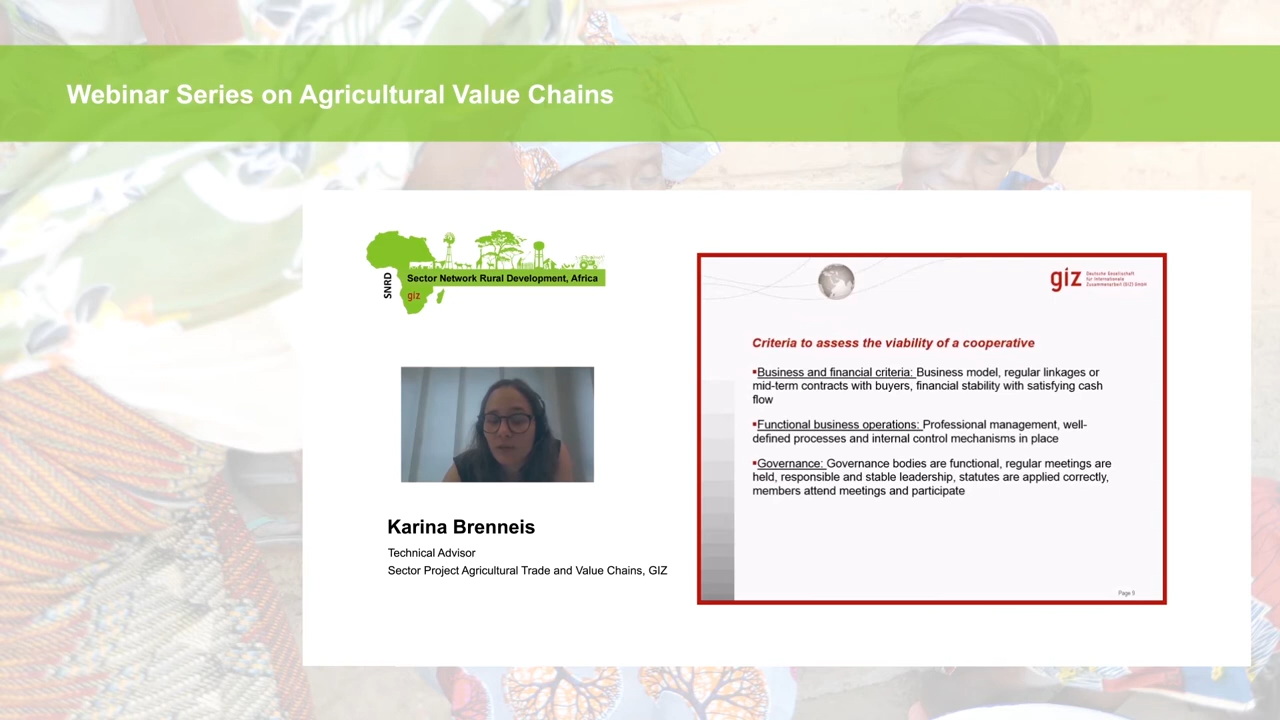 Webinar Series on Agricultural Value Chains
SNRD
Sector Network Rural Development, Africa
giz
Karina Brenneis
Technical Advisor
Sector Project Agricultural Trade and Value Chains, GIZ
giz
Deutsche Gesellschaft
für Internationale
Zusammenarbeit (GIZ) GmbH
Criteria to assess the viability of a cooperative
▪Business and financial criteria: Business model, regular linkages or
mid-term contracts with buyers, financial stability with satisfying cash
flow
▪Functional business operations: Professional management, well-
defined processes and internal control mechanisms in place
▪Governance: Governance bodies are functional, regular meetings are
held, responsible and stable leadership, statutes are applied correctly,
members attend meetings and participate